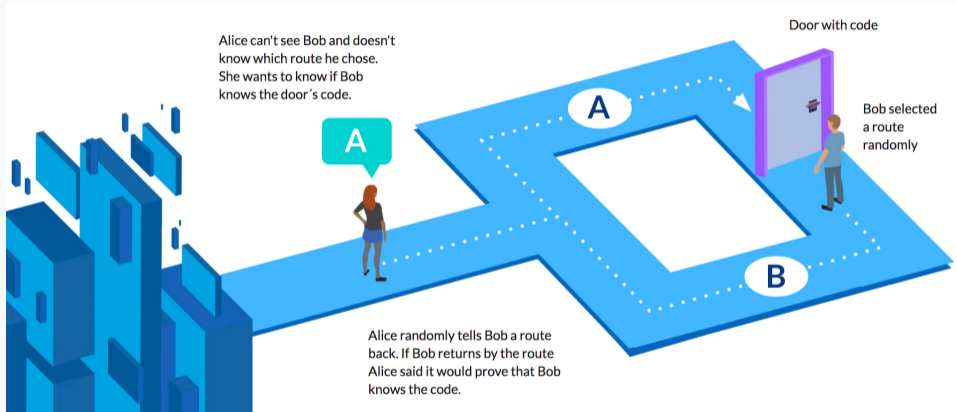 Door with code
Alice can't see Bob and doesn't
know which route he chose.
She wants to know if Bob
knows the door´s code.
A
A
Bob selected
a route
randomly
B
Alice randomly tells Bob a route
back. If Bob returns by the route
Alice said it would prove that Bob
knows the code.